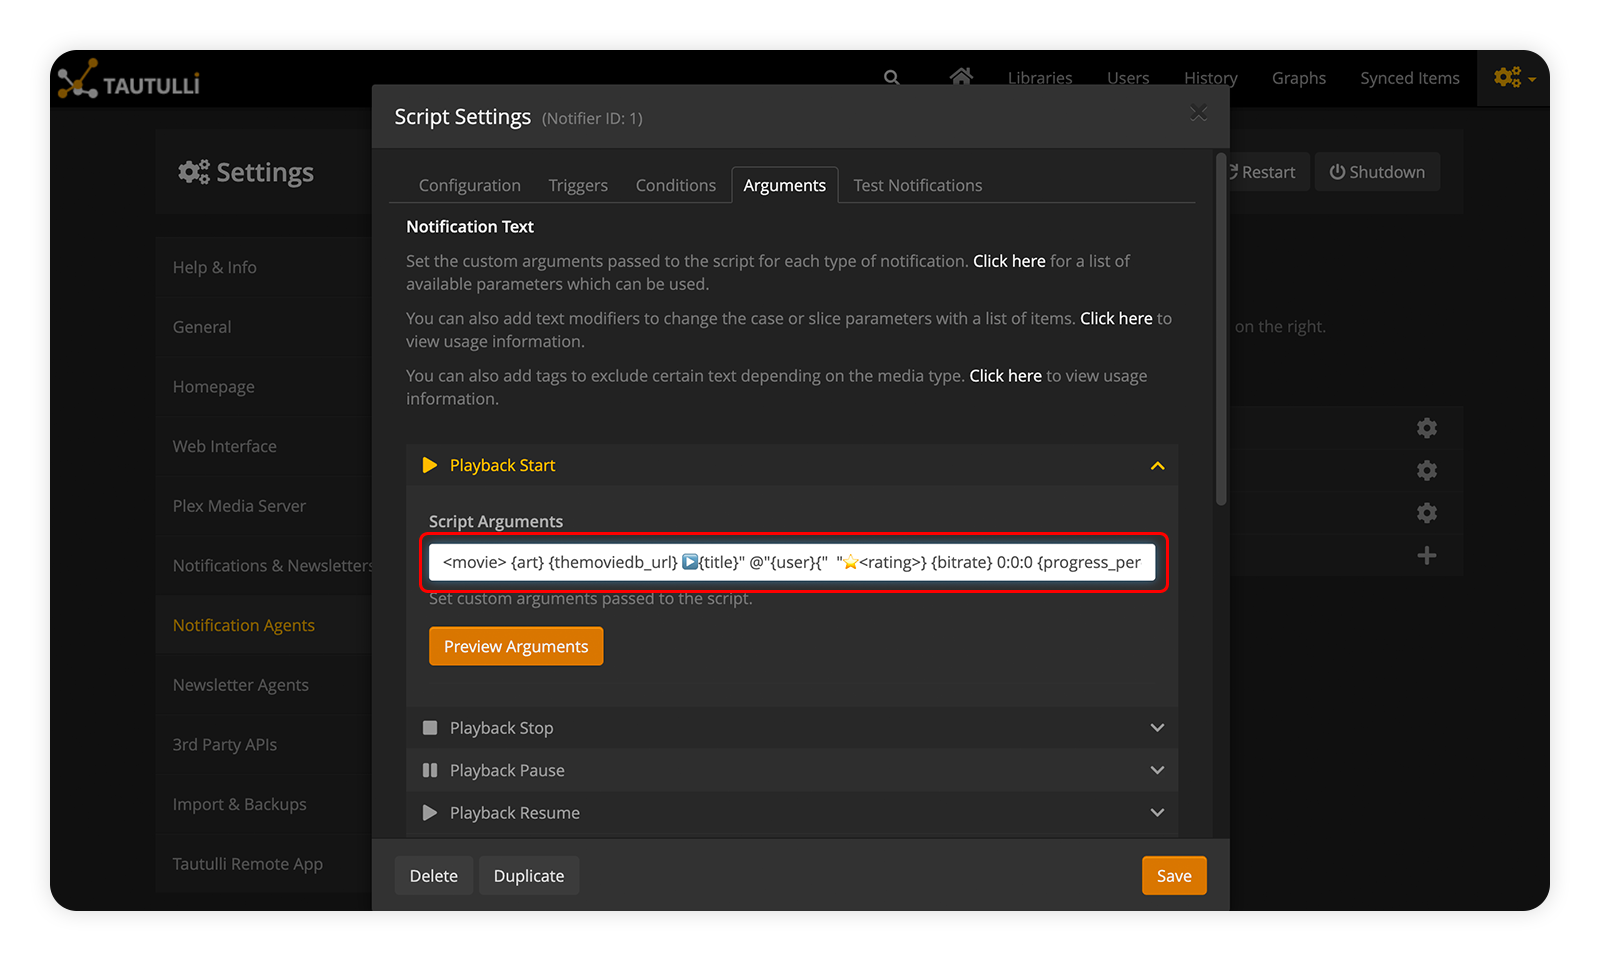 TAUTULLI
Libraries
Users
History
Graphs
Synced Items
Settings
Restart
Shutdown
Help & Info
General
Homepage
Web Interface
Plex Media Server
Notifications & Newsletters
Notification Agents
Newsletter Agents
3rd Party APIs
Import & Backups
Tautulli Remote App
on the right.
Script Settings (Notifier ID: 1)
Configuration
Triggers
Conditions
Arguments
Test Notifications
Notification Text
Set the custom arguments passed to the script for each type of notification. Click here for a list of
available parameters which can be used.
You can also add text modifiers to change the case or slice parameters with a list of items. Click here to
view usage information.
You can also add tags to exclude certain text depending on the media type. Click here to view usage
information.
Playback Start
Script Arguments
<movie> {art} {themoviedb_url} ▶️{title}" @"{user}{"  "⭐<rating>} {bitrate} 0:0:0 {progress_per
Set custom arguments passed to the script.
Preview Arguments
Playback Stop
Playback Pause
Playback Resume
Delete
Duplicate
Save